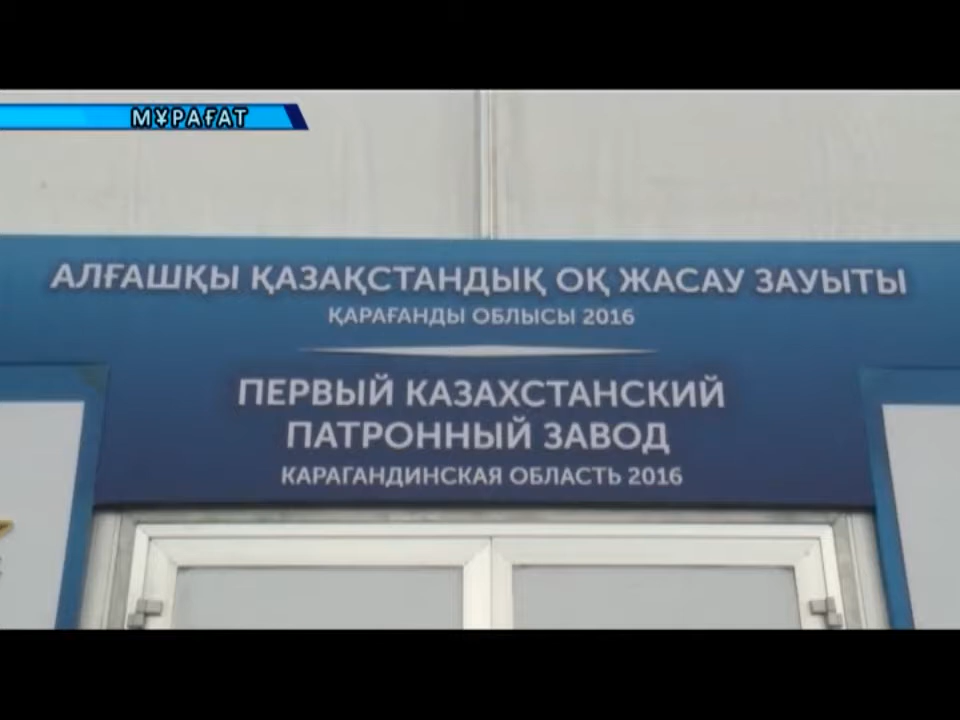 МҰРАҒАТ
АЛҒАШҚЫ ҚАЗАҚСТАНДЫҚ ОҚ ЖАСАУ ЗАУЫТЫ
ҚАРАҒАНДЫ ОБЛЫСЫ 2016
ПЕРВЫЙ КАЗАХСТАНСКИЙ
ПАТРОННЫЙ ЗАВОД
КАРАГАНДИНСКАЯ ОБЛАСТЬ 2016